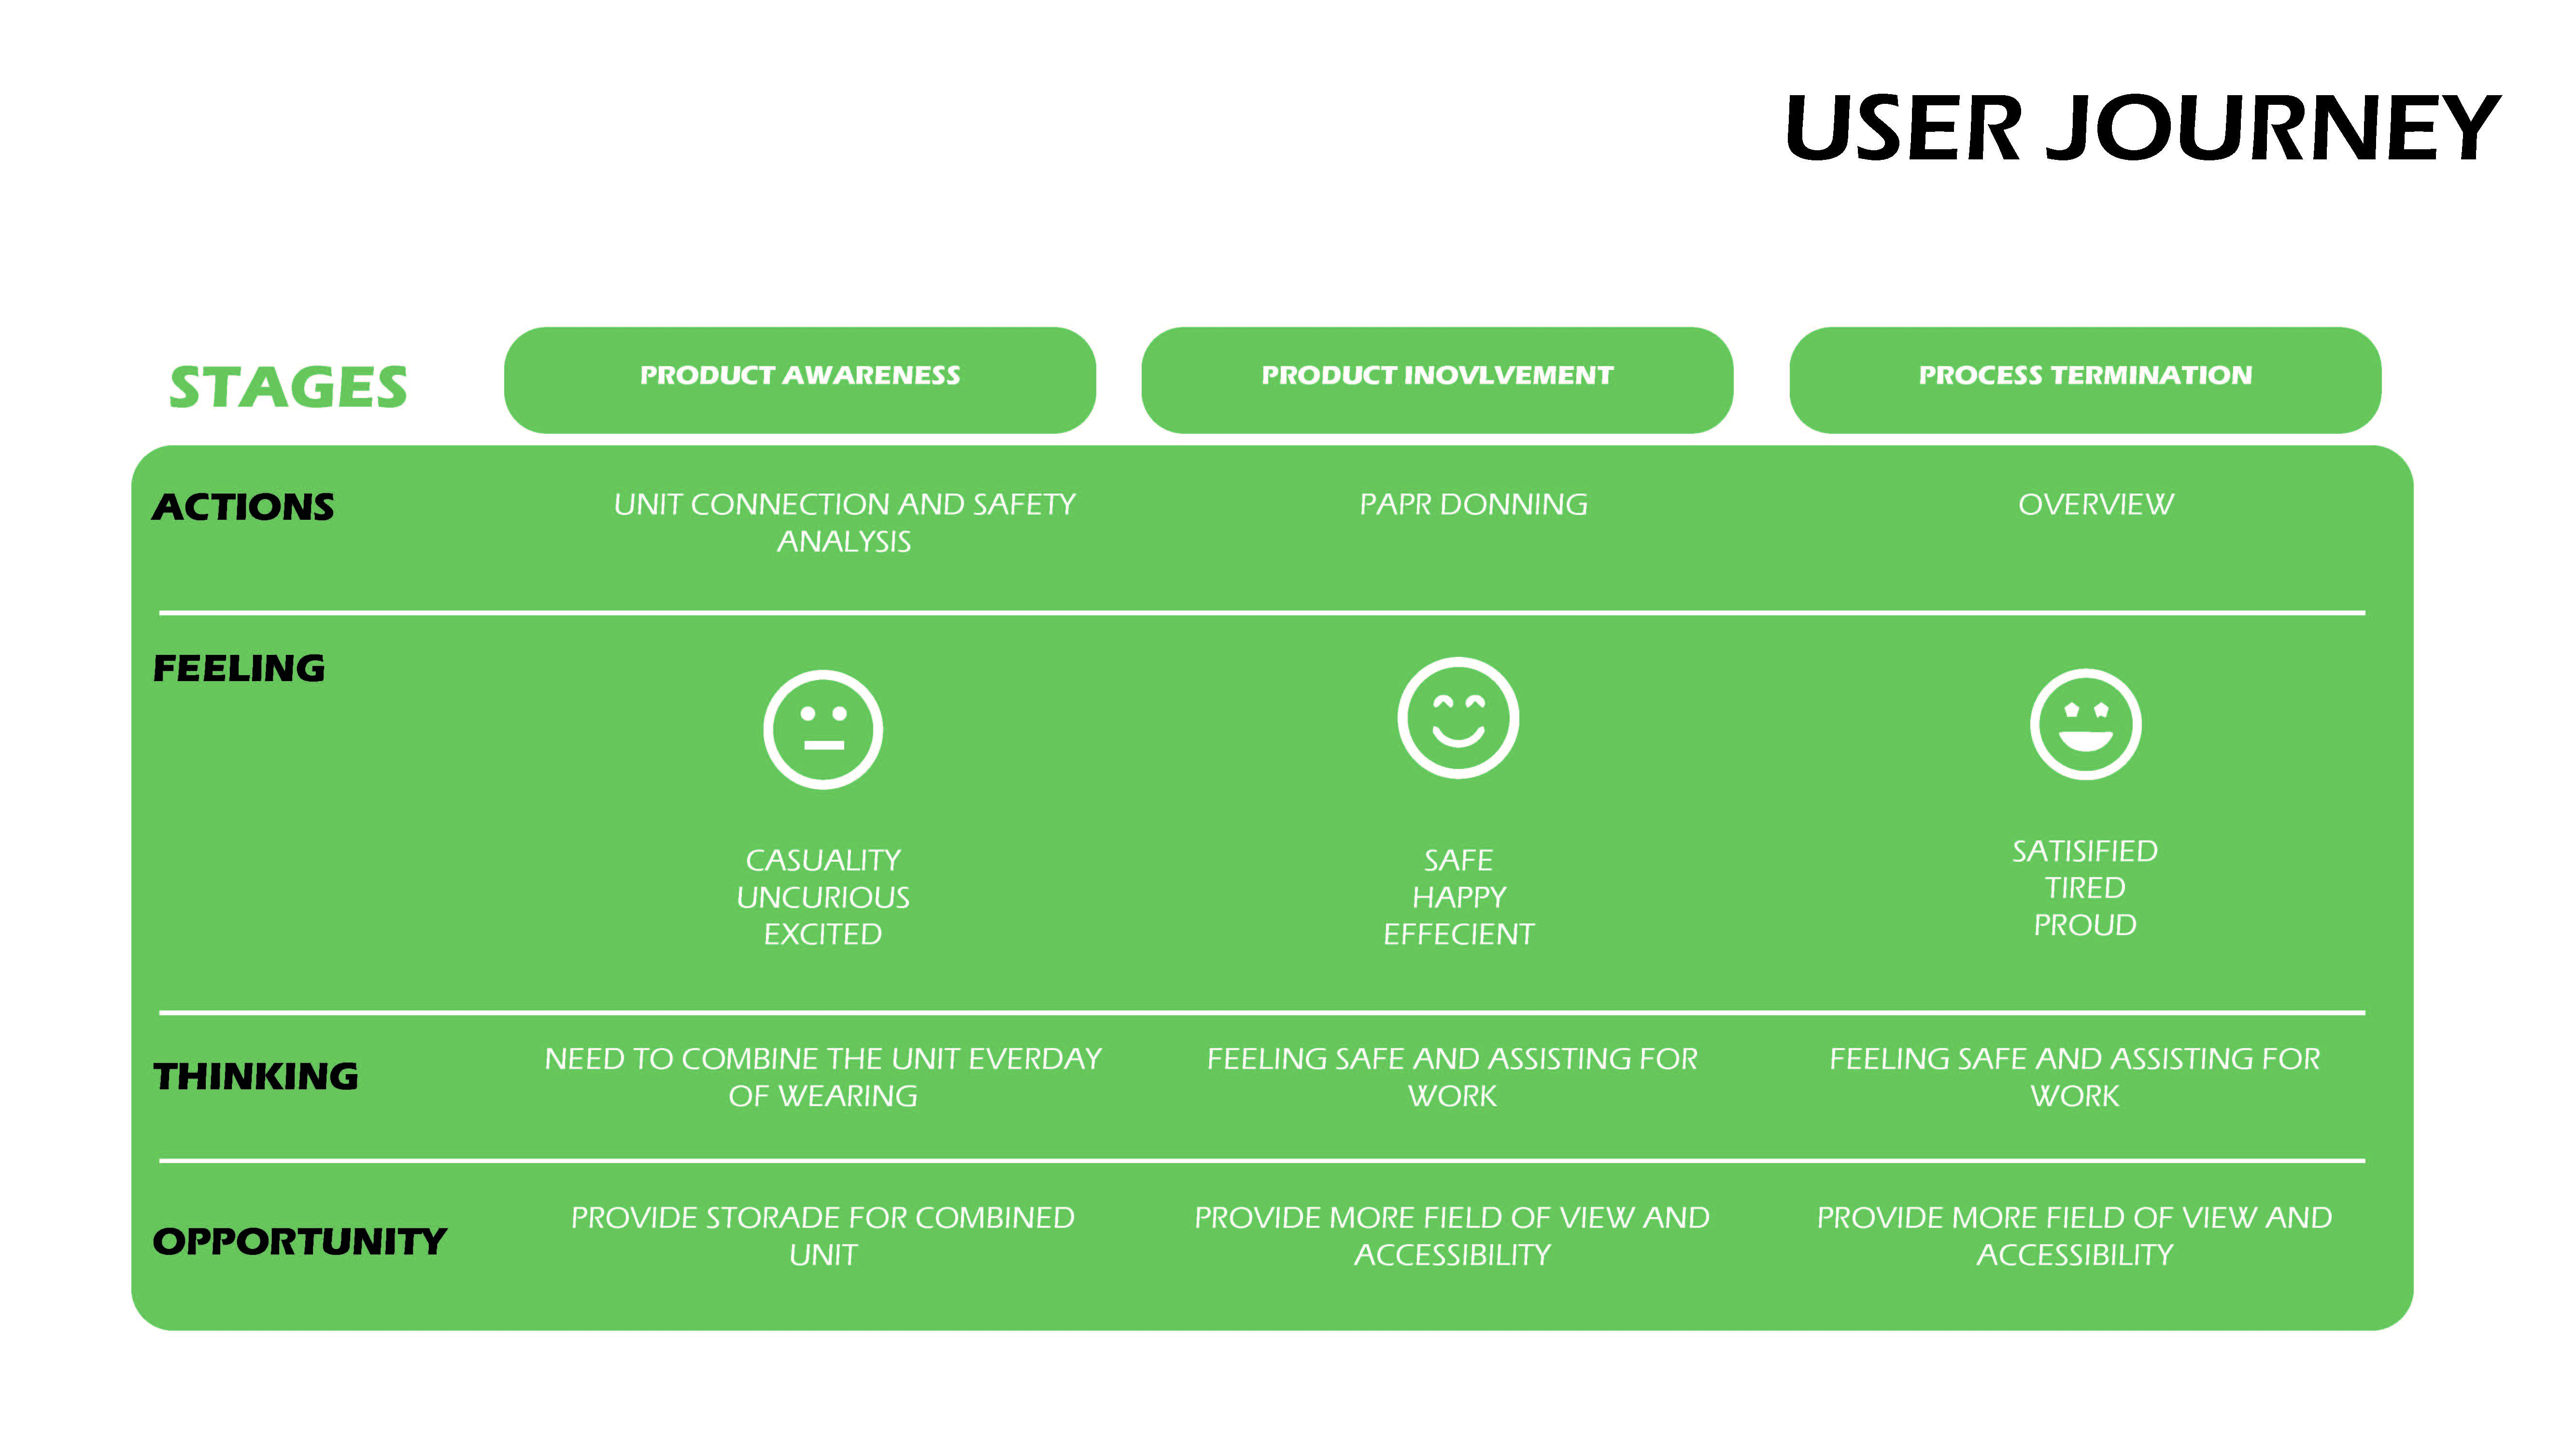 USER JOURNEY
STAGES
PRODUCT AWARENESS
PRODUCT INOVLVEMENT
PROCESS TERMINATION
ACTIONS
UNIT CONNECTION AND SAFETY
ANALYSIS
PAPR DONNING
OVERVIEW
FEELING
CASUALITY
UNCURIOUS
EXCITED
SAFE
HAPPY
EFFECIENT
SATISIFIED
TIRED
PROUD
THINKING
NEED TO COMBINE THE UNIT EVERDAY
OF WEARING
FEELING SAFE AND ASSISTING FOR
WORK
FEELING SAFE AND ASSISTING FOR
WORK
OPPORTUNITY
PROVIDE STORADE FOR COMBINED
UNIT
PROVIDE MORE FIELD OF VIEW AND
ACCESSIBILITY
PROVIDE MORE FIELD OF VIEW AND
ACCESSIBILITY